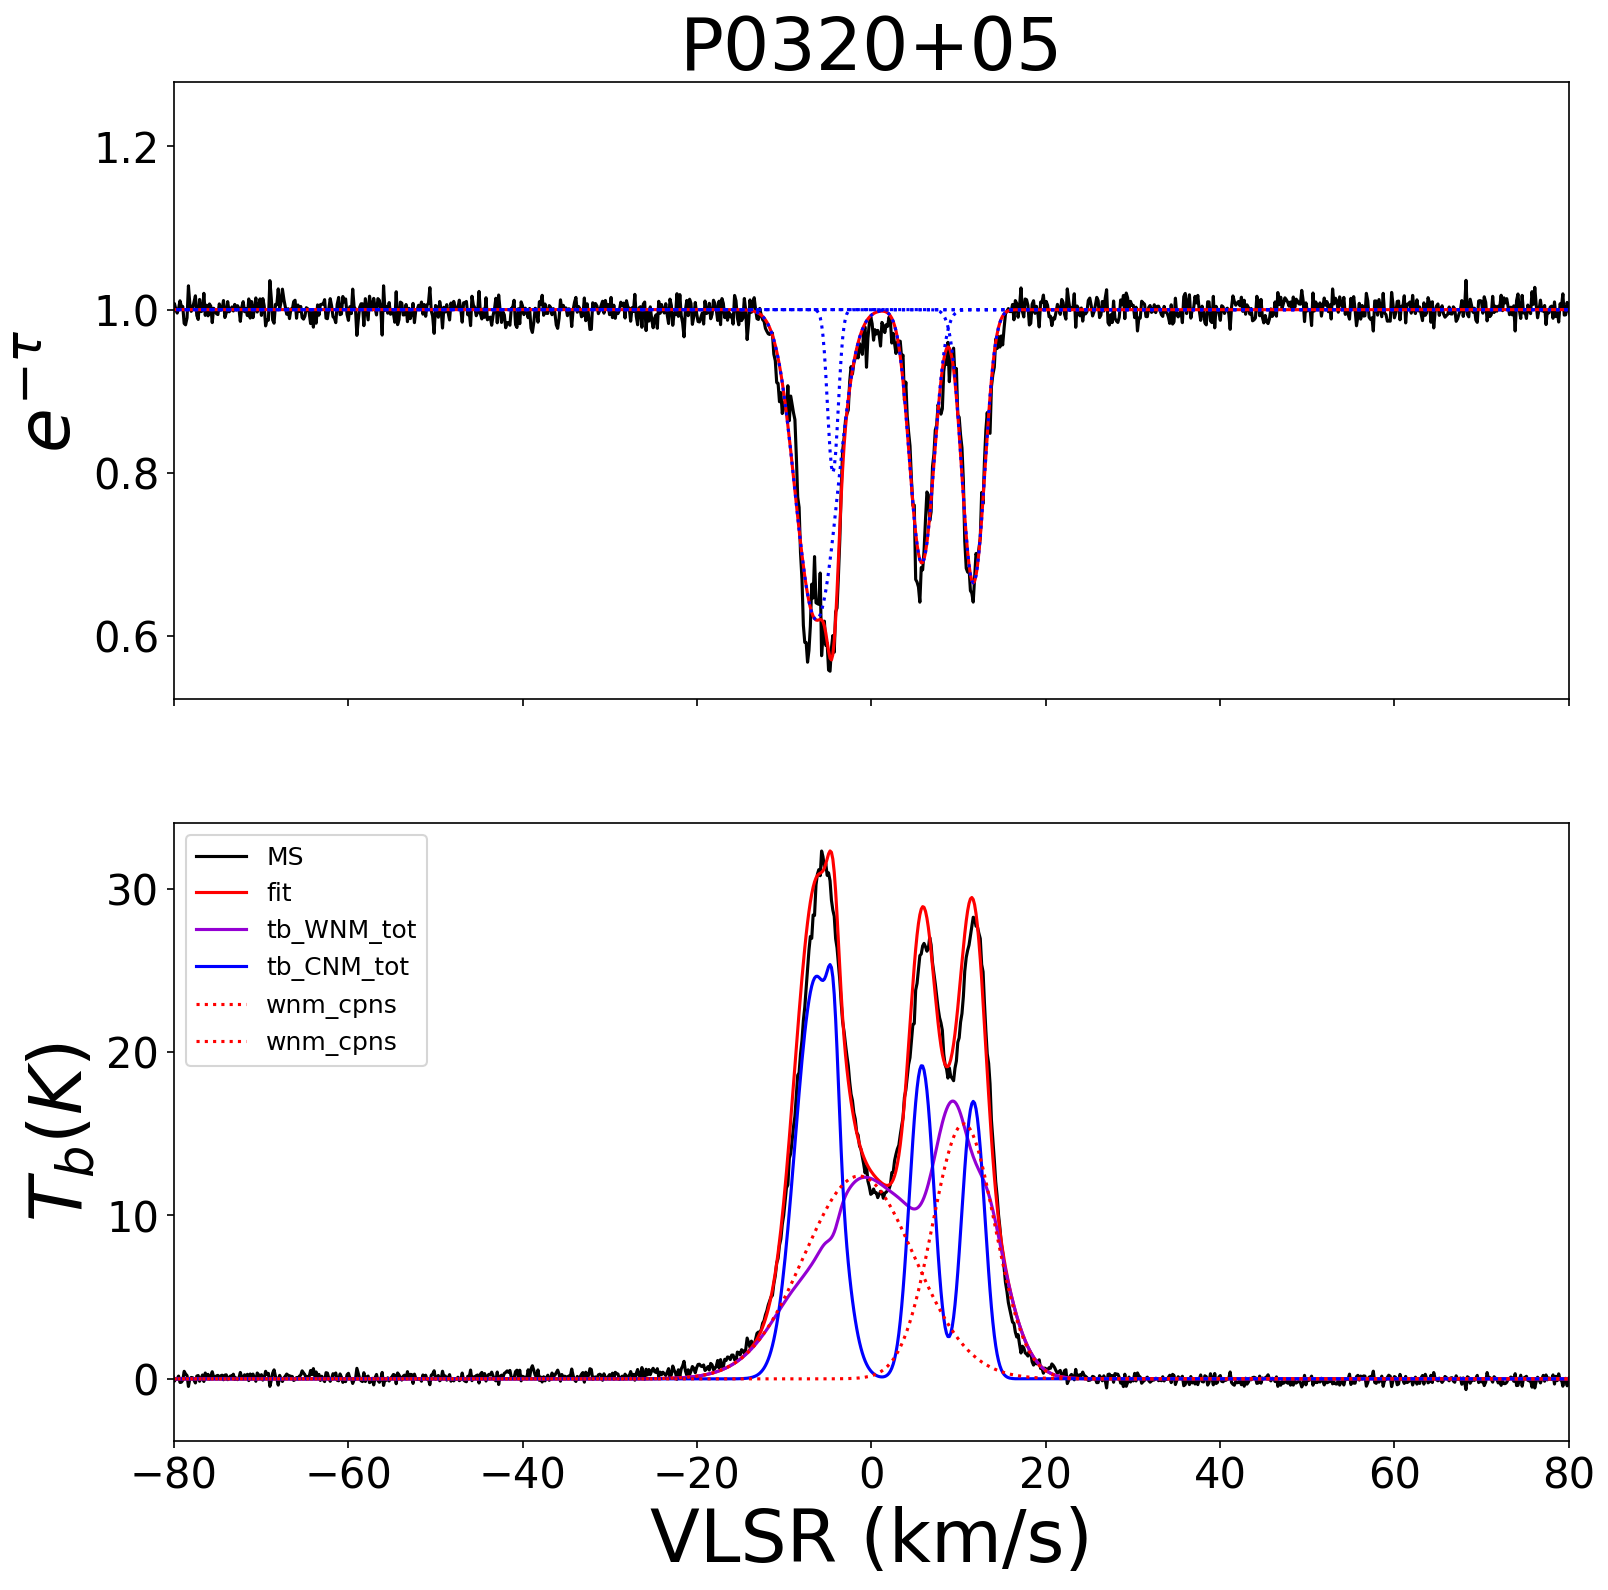 P0320+05
1.2
1.0
0.8
0.6
e^{−τ}
30
20
10
0
T_b(K)
MS
fit
tb_WNM_tot
tb_CNM_tot
wnm_cpns
wnm_cpns
−80 −60 −40 −20 0 20 40 60 80
VLSR (km/s)